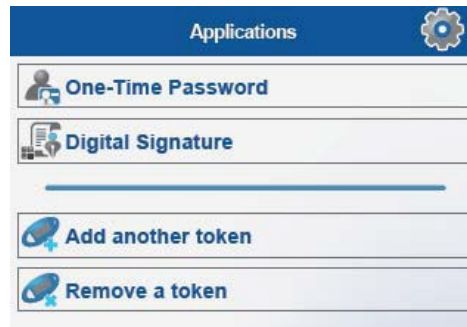 Applications
One-Time Password
Digital Signature
Add another token
Remove a token